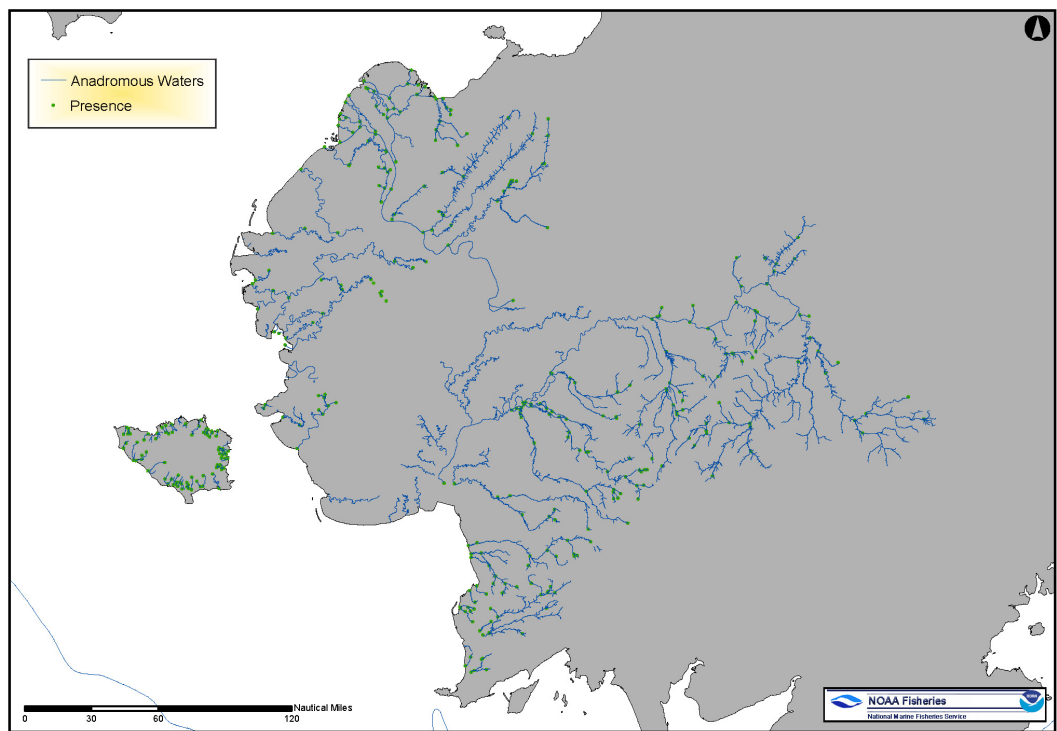 Anadromous Waters
Presence
Nautical Miles
0 30 60 120
NOAA Fisheries
National Marine Fisheries Service